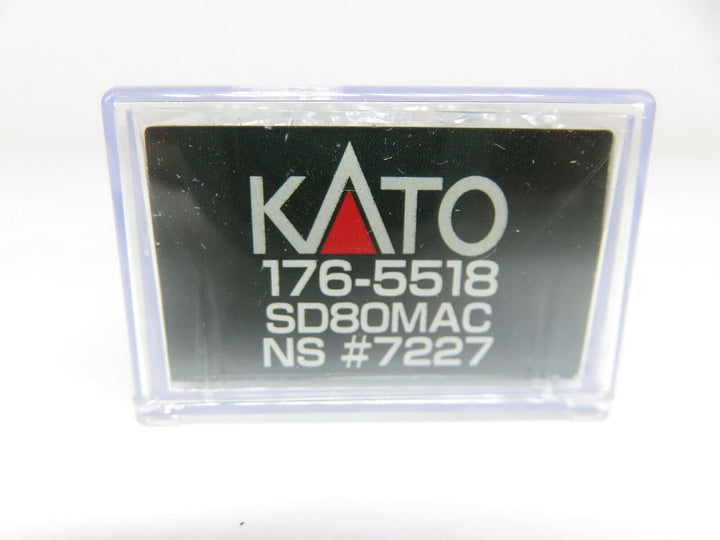 KATO
176-5518
SD80MAC
NS #7227